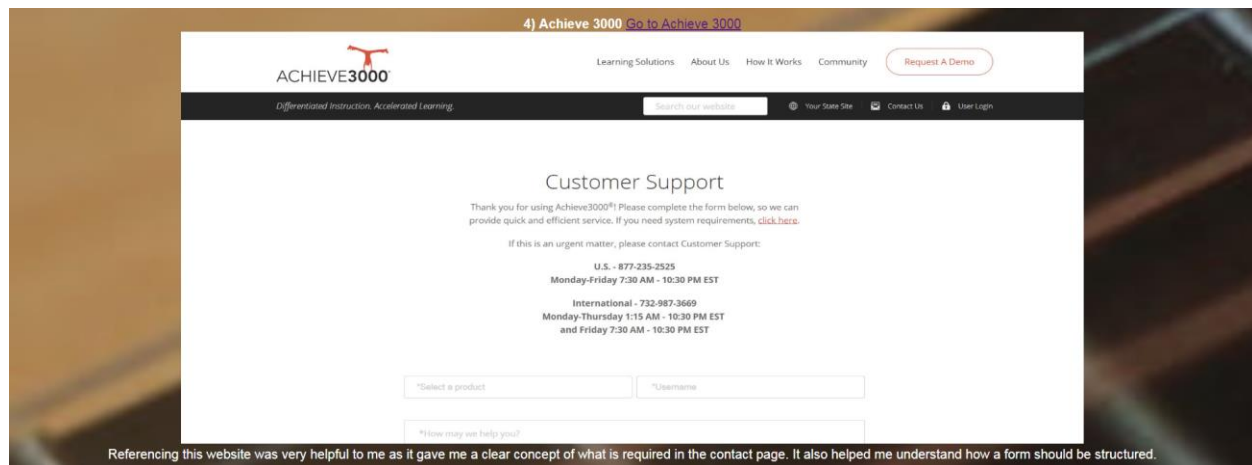 4) Achieve 3000 Go to Achieve 3000
ACHIEVE3000®
Learning Solutions About Us How It Works Community Request A Demo
Differentiated Instruction. Accelerated Learning.
Search our website Your State Site Contact Us User Login
Customer Support
Thank you for using Achieve3000®! Please complete the form below, so we can
provide quick and efficient service. If you need system requirements, click here.
If this is an urgent matter, please contact Customer Support:
U.S. - 877-235-2525
Monday-Friday 7:30 AM - 10:30 PM EST
International - 732-987-3669
Monday-Thursday 1:15 AM - 10:30 PM EST
and Friday 7:30 AM - 10:30 PM EST
*Select a product *Username
*How may we help you?
Referencing this website was very helpful to me as it gave me a clear concept of what is required in the contact page. It also helped me understand how a form should be structured.